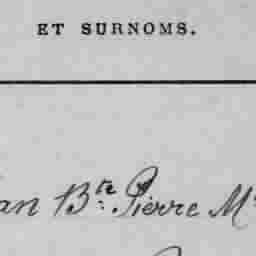 ET SURNOMS.
an Bte. Pierre M